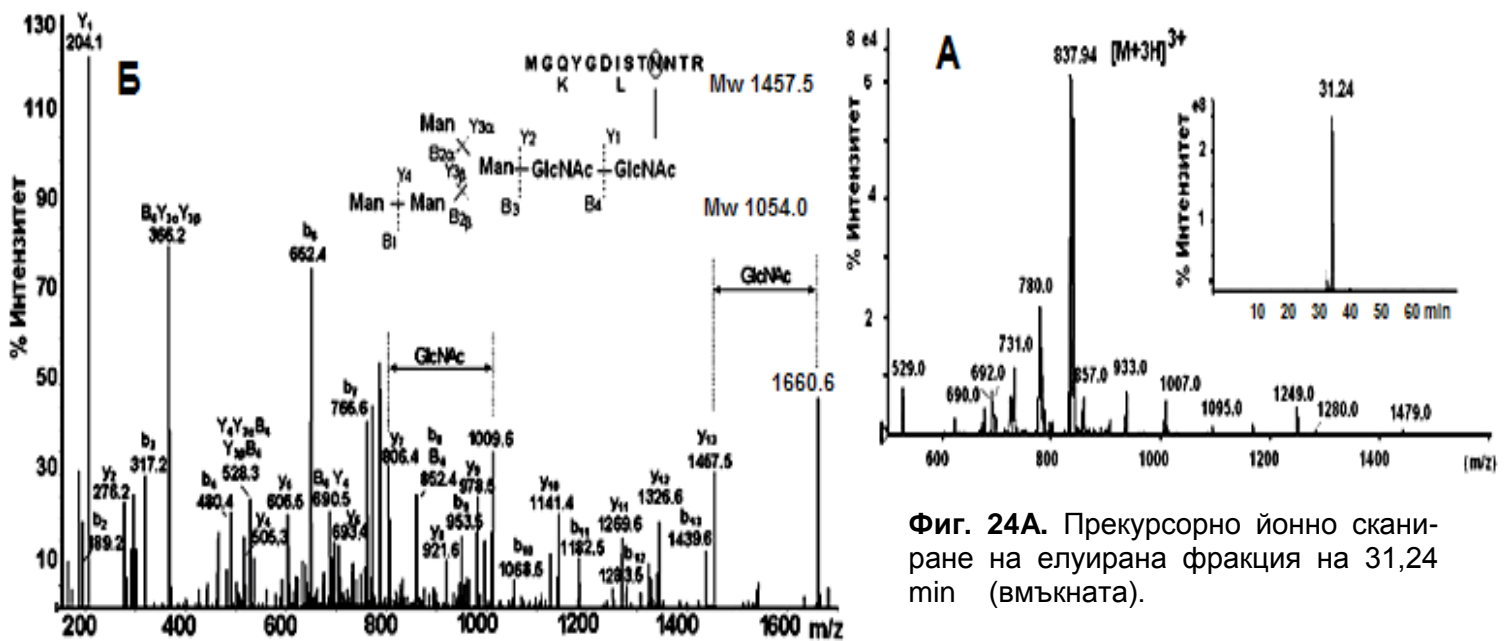 130
Y1
204.1
Б
MGQYGDISTNNTR
K L
Mw 1457.5
110
Man Y3α
B2α
Y3β
Y2 Y1
Man GlcNAc GlcNAc
Y4
Man Man
B2β B3 B4
B1
Mw 1054.0
90
366.2
b6
652.4
GlcNAc
70
% Интензитет
50
GlcNAc
1660.6
b7
766.6
y7
806.4
1009.6
y13
1467.5
b3
317.2
Y4Y3αB4
Y3βB4
528.3
b8
B4
852.4
y9
978.5
30
y2
276.2
b4
480.4
y5
606.5
B4 Y4
690.5
693.4
y4
505.3
b9
953.5
y8
921.6
y10
1141.4
y11
1269.6
y12
1326.6
b13
1439.6
b2
189.2
b11
1182.5
b10
1068.5
b12
10
200 400 600 800 1000 1200 1400 1600 m/z
А
8 e4
837.94 [M+3H]3+
31.24
e8
6
2
% Интензитет
1
10 20 30 40 50 60 min
4
% Интензитет
780.0
2
731.0
529.0
690.0
692.0
857.0
933.0
1007.0
1095.0
1249.0
1280.0
1479.0
600 800 1000 1200 1400 (m/z)
Фиг. 24А. Прекурсорно йонно скани-
ране на елуирана фракция на 31,24
min (вмъкната).